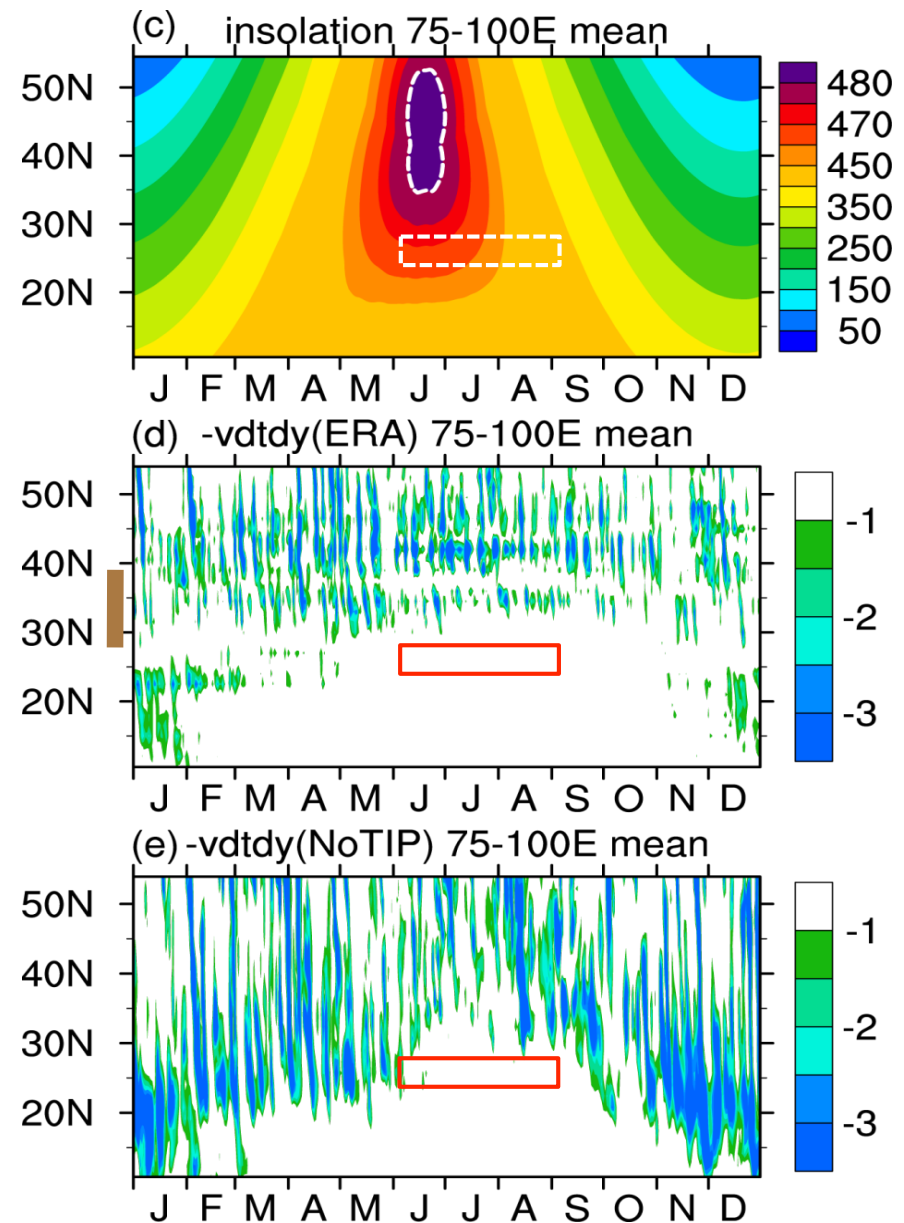 (c) insolation 75-100E mean
50N
40N
30N
20N
J F M A M J J A S O N D
480
470
450
350
250
150
50
(d) -vdtdy(ERA) 75-100E mean
50N
40N
30N
20N
J F M A M J J A S O N D
-1
-2
-3
(e) -vdtdy(NoTIP) 75-100E mean
50N
40N
30N
20N
J F M A M J J A S O N D
-1
-2
-3